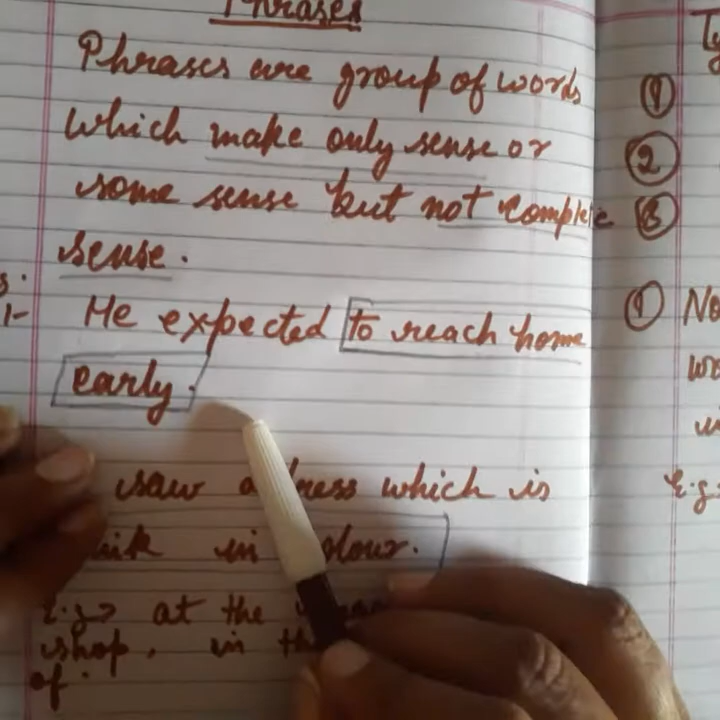 Phrases
Phrases are group of words
which make only sense or
some sense but not complete
sense.
He expected to reach home
early.
saw a dress which is
in colour.
E.g → at the
shop, in the
of
①
②
③
① No
E.g.